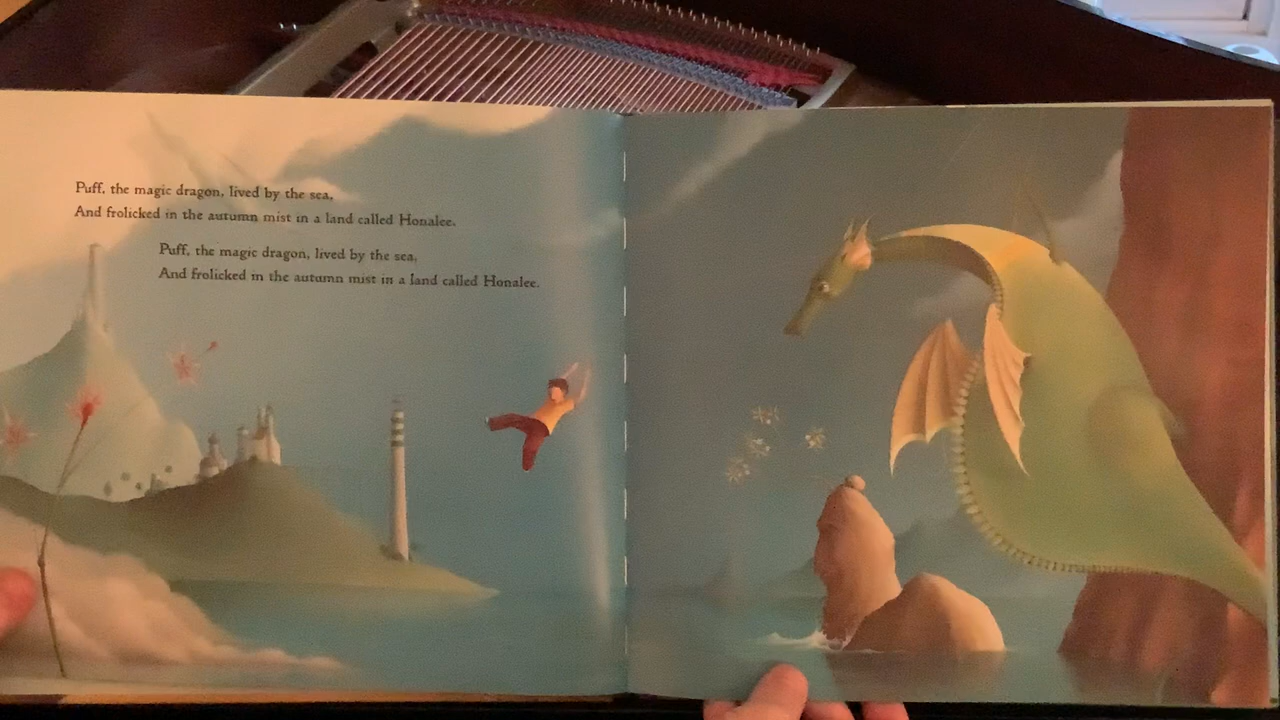 Puff, the magic dragon, lived by the sea,
And frolicked in the autumn mist in a land called Honalee.
Puff, the magic dragon, lived by the sea,
And frolicked in the autumn mist in a land called Honalee.